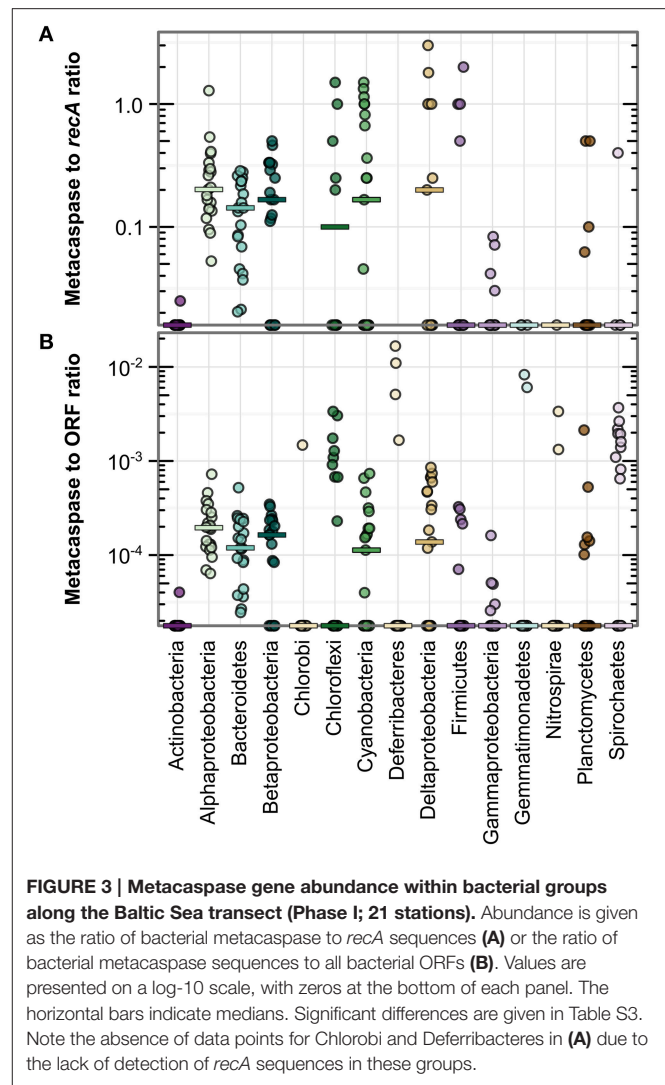 A
Metacaspase to recA ratio
1.0
0.1
B
Metacaspase to ORF ratio
10-2
10-3
10-4
Actinobacteria
Alphaproteobacteria
Bacteroidetes
Betaproteobacteria
Chlorobi
Chloroflexi
Cyanobacteria
Deferribacteres
Deltaproteobacteria
Firmicutes
Gammaproteobacteria
Gemmatimonadetes
Nitrospirae
Planctomycetes
Spirochaetes
FIGURE 3 | Metacaspase gene abundance within bacterial groups
along the Baltic Sea transect (Phase I; 21 stations). Abundance is given
as the ratio of bacterial metacaspase to recA sequences (A) or the ratio of
bacterial metacaspase sequences to all bacterial ORFs (B). Values are
presented on a log-10 scale, with zeros at the bottom of each panel. The
horizontal bars indicate medians. Significant differences are given in Table S3.
Note the absence of data points for Chlorobi and Deferribacteres in (A) due to
the lack of detection of recA sequences in these groups.